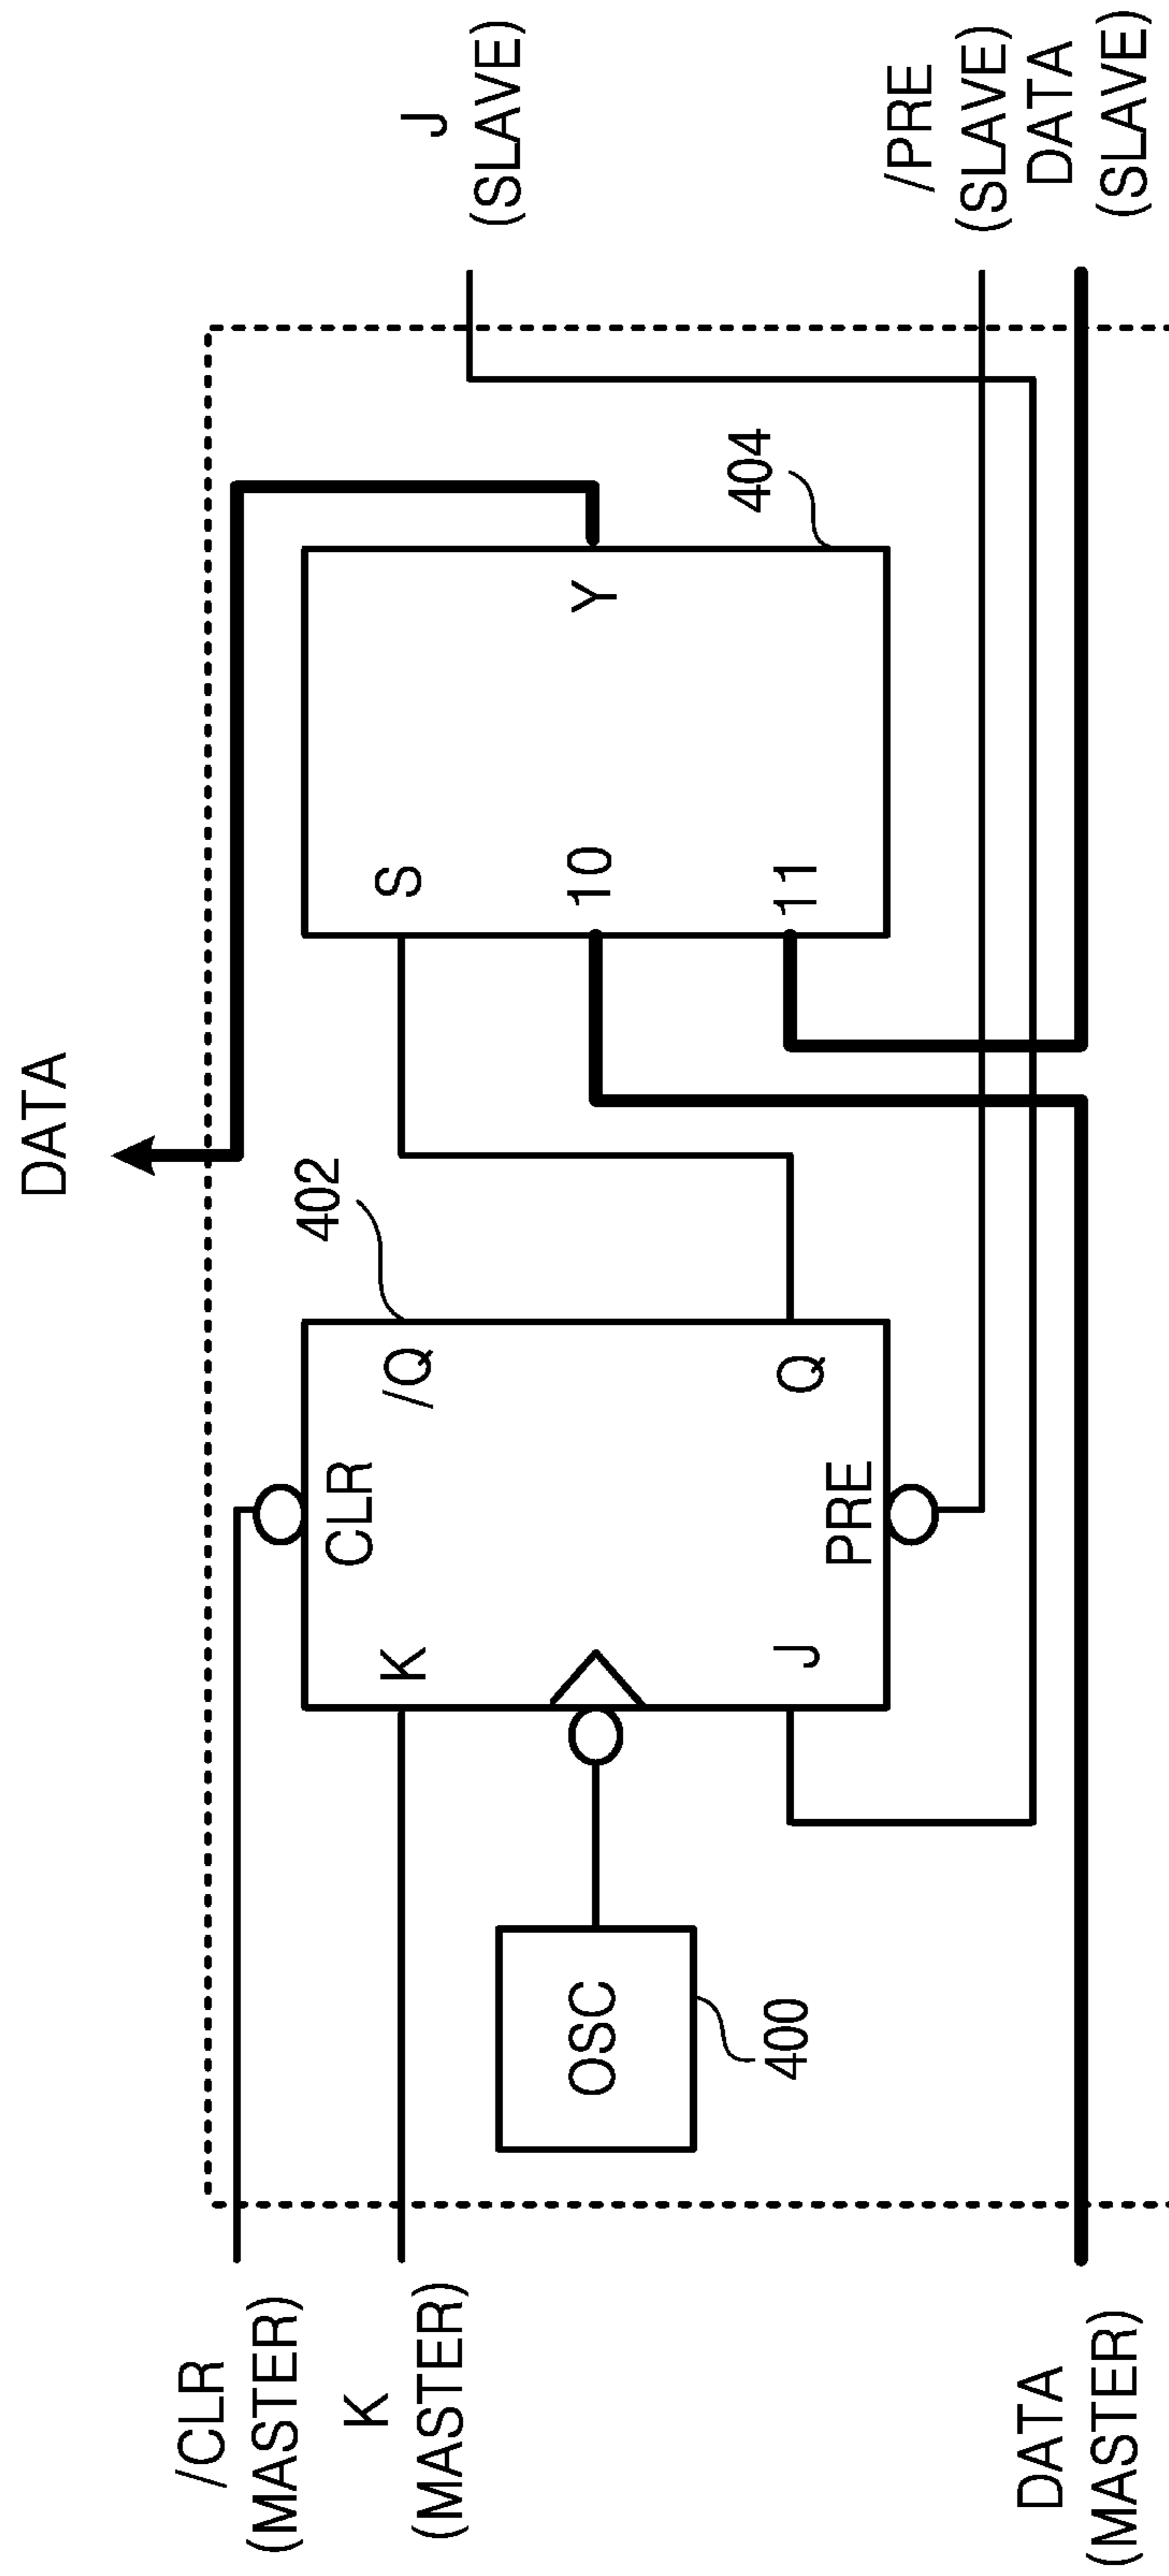 DATA
/CLR
(MASTER)
K
(MASTER)
DATA
(MASTER)
OSC
400
K
CLR
/Q
J
PRE
Q
402
S
10
11
Y
404
J
(SLAVE)
/PRE
(SLAVE)
DATA
(SLAVE)